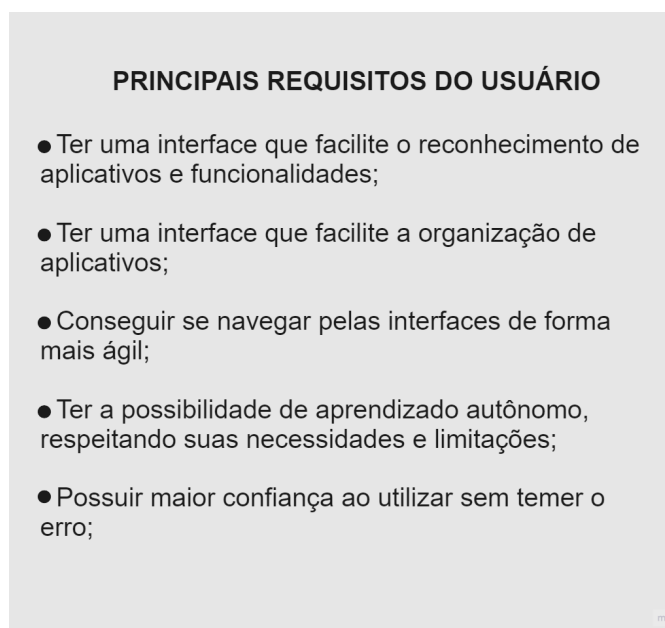 PRINCIPAIS REQUISITOS DO USUÁRIO
● Ter uma interface que facilite o reconhecimento de
aplicativos e funcionalidades;
● Ter uma interface que facilite a organização de
aplicativos;
● Conseguir se navegar pelas interfaces de forma
mais ágil;
● Ter a possibilidade de aprendizado autônomo,
respeitando suas necessidades e limitações;
● Possuir maior confiança ao utilizar sem temer o
erro;